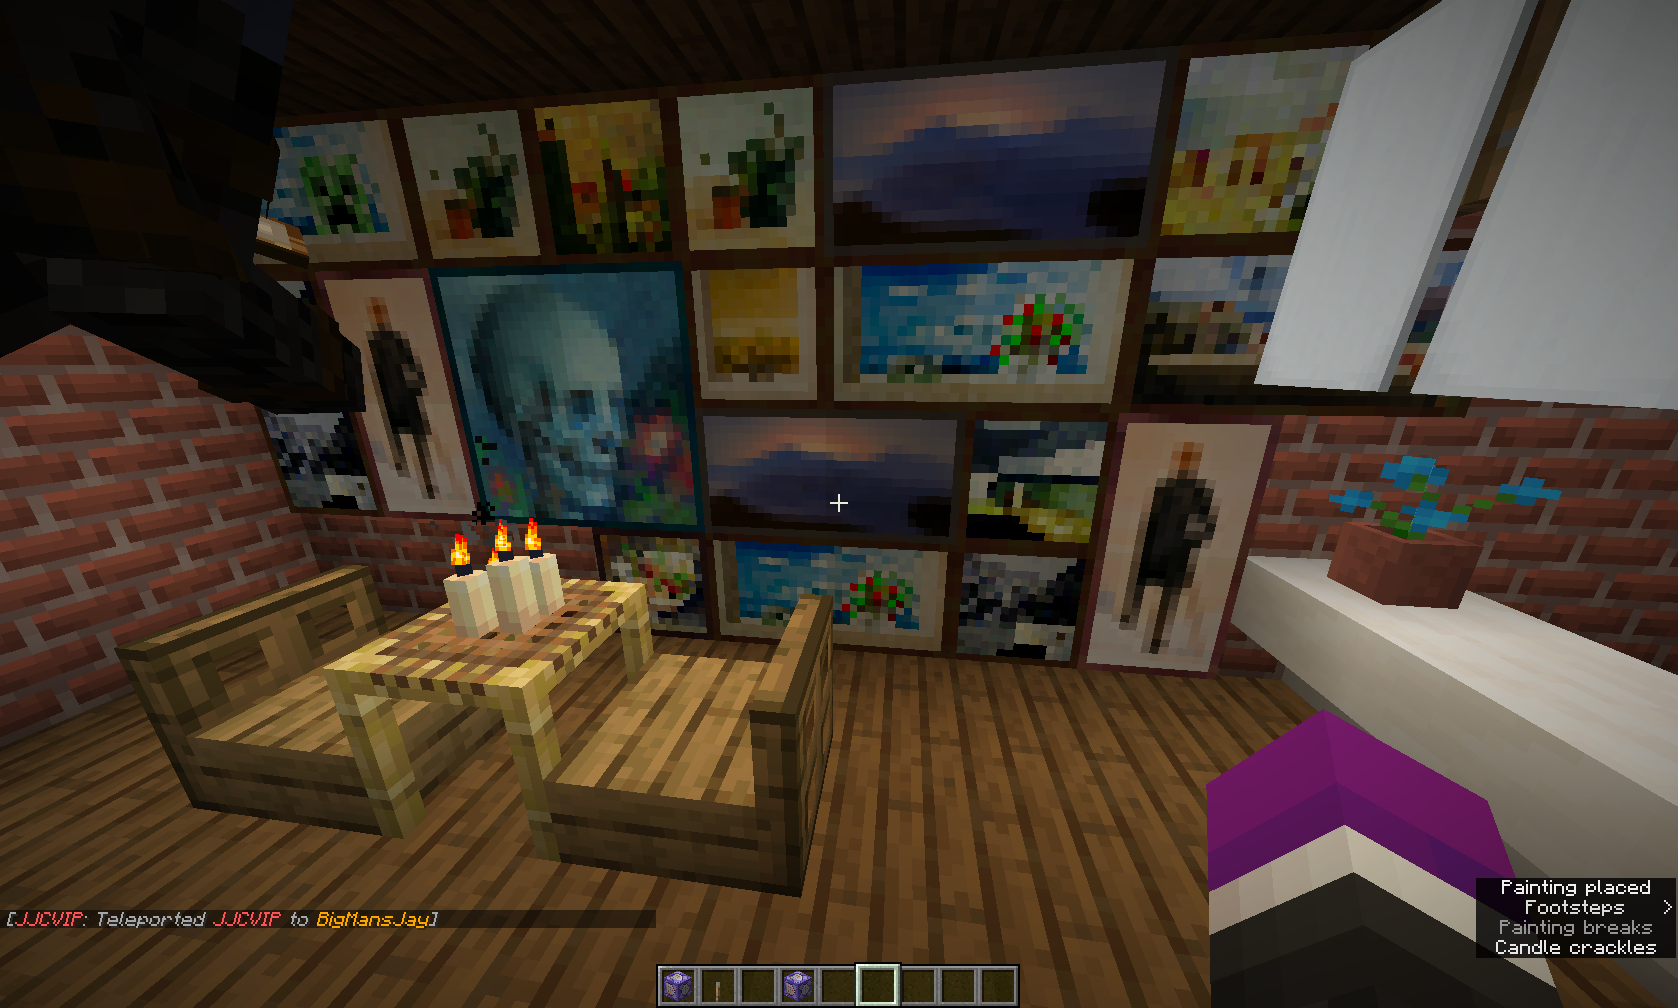 [JJCVIP: Teleported JJCVIP to BigMansJay]
Painting placed
Footsteps >
Painting breaks
Candle crackles